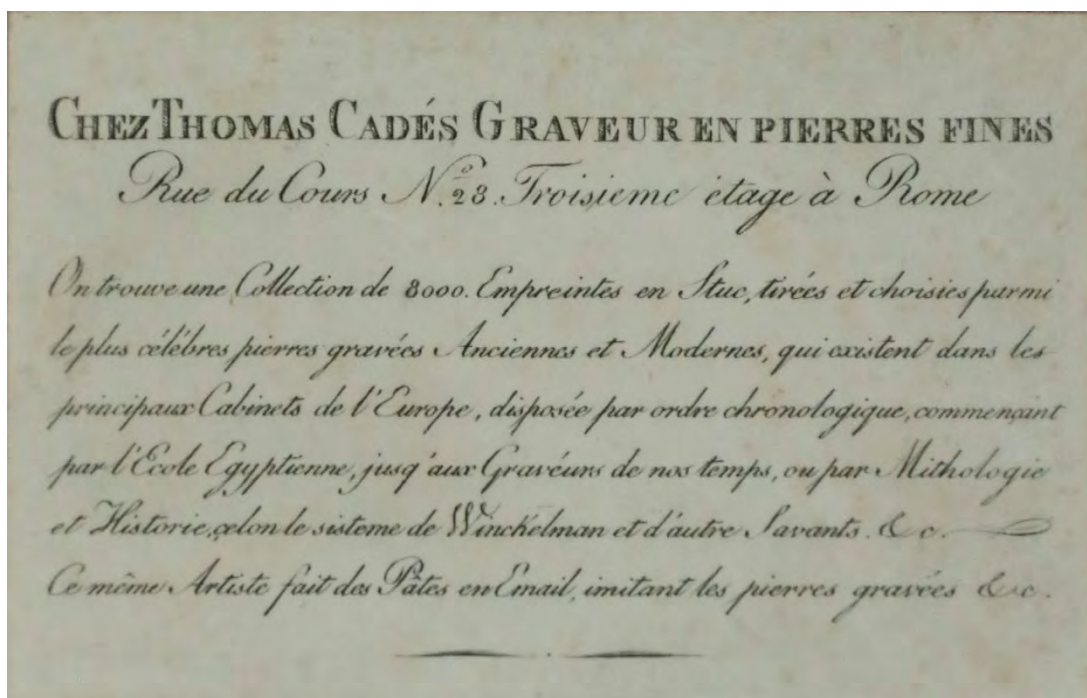 CHEZ THOMAS CADÉS GRAVEUR EN PIERRES FINES
Rue du Cours N.º 28. Troisieme étage à Rome
On trouve une Collection de 8000. Empreintes en Stuc, tirées et choisies parmi
le plus célébres pierres gravées Anciennes et Modernes, qui existent dans les
principaux Cabinets de l'Europe, disposée par ordre chronologique, commençant
par l'Ecole Egyptienne, jusq'aux Gravéurs de nos temps, ou par Mithologie
et Historie, çelon le sisteme de Winckelman et d'autre Savants. &c.
Ce même Artiste fait des Pâtes en Email, imitant les pierres gravées &c.